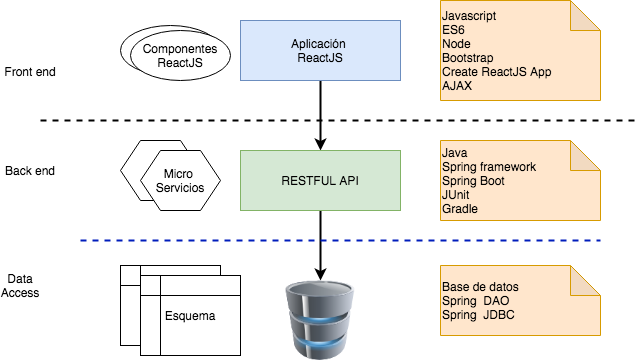 Front end
Componentes
ReactJS
Aplicación
ReactJS
Javascript
ES6
Node
Bootstrap
Create ReactJS App
AJAX
Back end
Micro
Servicios
RESTFUL API
Java
Spring framework
Spring Boot
JUnit
Gradle
Data
Access
Esquema
Base de datos
Spring  DAO
Spring  JDBC